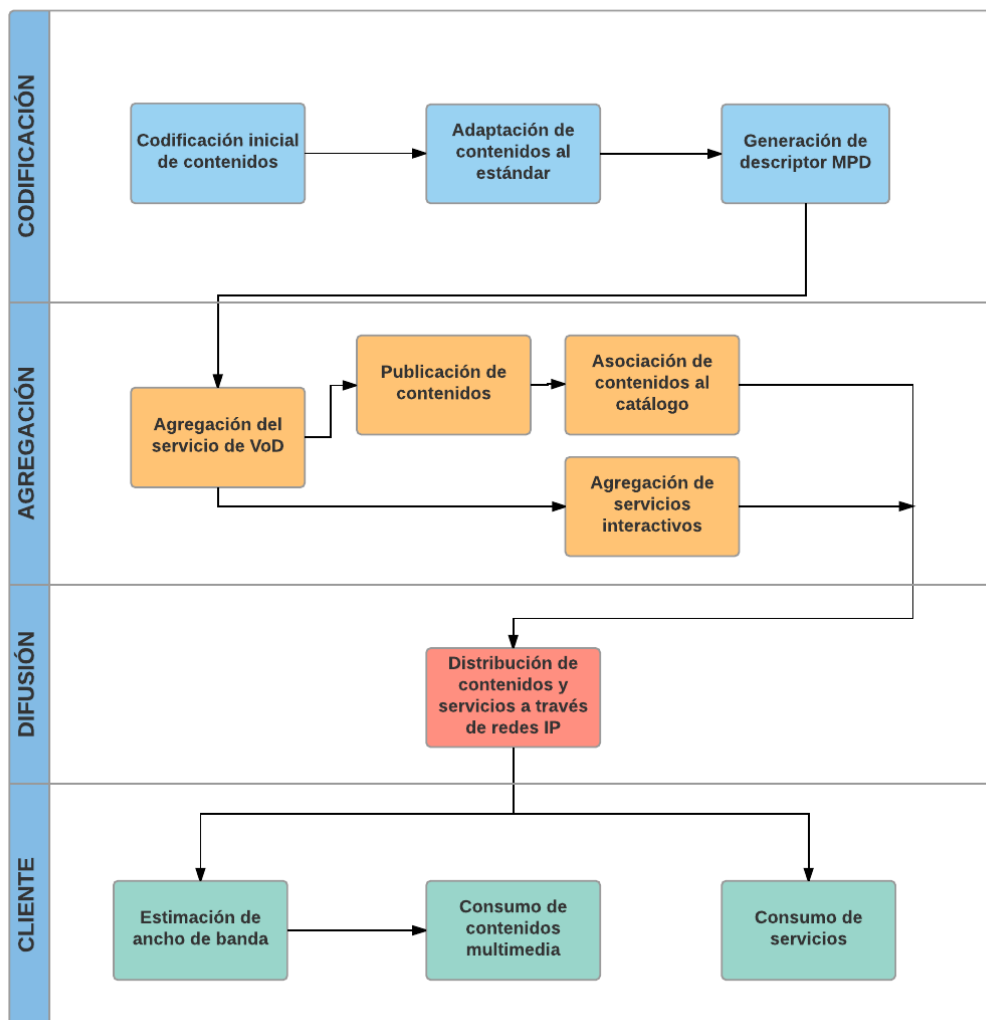 CODIFICACIÓN
Codificación inicial
de contenidos
Adaptación de
contenidos al
estándar
Generación de
descriptor MPD
AGREGACIÓN
Agregación del
servicio de VoD
Publicación de
contenidos
Asociación de
contenidos al
catálogo
Agregación de
servicios
interactivos
DIFUSIÓN
Distribución de
contenidos y
servicios a través
de redes IP
CLIENTE
Estimación de
ancho de banda
Consumo de
contenidos
multimedia
Consumo de
servicios